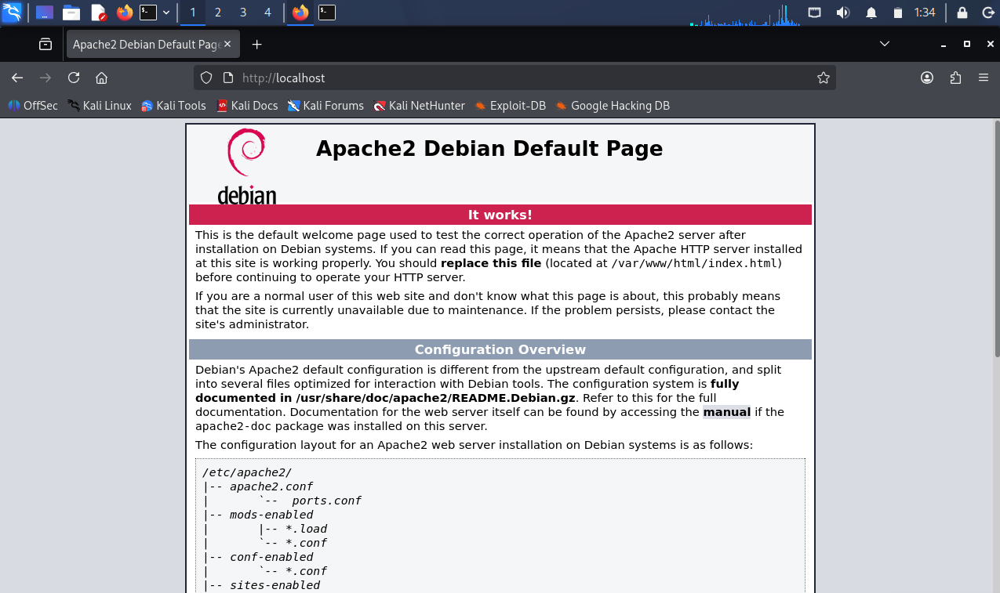 1 2 3 4 1:34
Apache2 Debian Default Page
http://localhost
OffSec Kali Linux Kali Tools Kali Docs Kali Forums Kali NetHunter Exploit-DB Google Hacking DB
debian
Apache2 Debian Default Page
It works!
This is the default welcome page used to test the correct operation of the Apache2 server after
installation on Debian systems. If you can read this page, it means that the Apache HTTP server installed
at this site is working properly. You should replace this file (located at /var/www/html/index.html)
before continuing to operate your HTTP server.
If you are a normal user of this web site and don't know what this page is about, this probably means
that the site is currently unavailable due to maintenance. If the problem persists, please contact the
site's administrator.
Configuration Overview
Debian's Apache2 default configuration is different from the upstream default configuration, and split
into several files optimized for interaction with Debian tools. The configuration system is fully
documented in /usr/share/doc/apache2/README.Debian.gz. Refer to this for the full
documentation. Documentation for the web server itself can be found by accessing the manual if the
apache2-doc package was installed on this server.
The configuration layout for an Apache2 web server installation on Debian systems is as follows:
/etc/apache2/
|-- apache2.conf
|       `--  ports.conf
|-- mods-enabled
|       |-- *.load
|       `-- *.conf
|-- conf-enabled
|       `-- *.conf
|-- sites-enabled